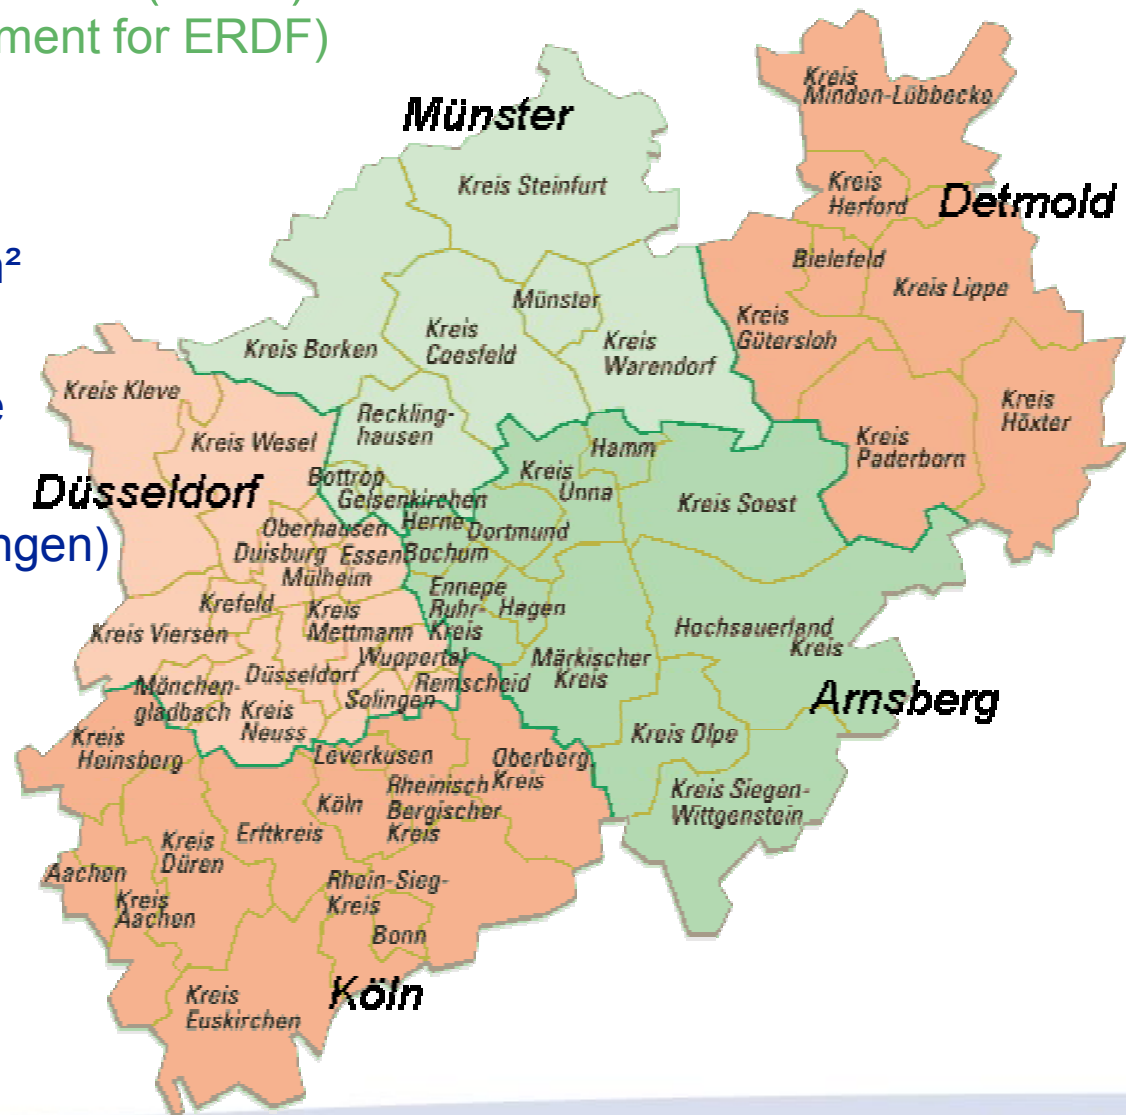 ment for ERDF)
Münster
Kreis
Minden-Lübbecke
Kreis Steinfurt
Kreis
Herford
Detmold
m²
Bielefeld
Kreis Lippe
Münster
Kreis
Gütersloh
Kreis
Coesfeld
Kreis
Warendorf
Kreis Borken
Kreis Kleve
e
Reckling-
hausen
Kreis
Höxter
Kreis Wesel
Kreis
Paderborn
Hamm
Kreis
Unna
Bottrop
Düsseldorf
Gelsenkirchen
Kreis Soest
Herne
Dortmund
Oberhausen
ngen)
Duisburg
Essen
Bochum
Mülheim
Ennepe
Ruhr-
Kreis
Hagen
Krefeld
Kreis
Mettmann
Kreis Viersen
Hochsauerland
Kreis
Wuppertal
Märkischer
Kreis
Düsseldorf
Remscheid
Mönchen-
gladbach
Solingen
Arnsberg
Kreis
Neuss
Kreis Olpe
Kreis
Heinsberg
Leverkusen
Oberberg.
Kreis
Rheinisch
Bergischer
Kreis
Kreis Siegen-
Wittgenstein
Köln
Erftkreis
Kreis
Düren
Aachen
Kreis
Aachen
Rhein-Sieg-
Kreis
Bonn
Köln
Kreis
Euskirchen